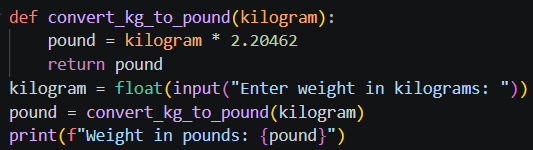 def convert_kg_to_pound(kilogram):
    pound = kilogram * 2.20462
    return pound
kilogram = float(input("Enter weight in kilograms: "))
pound = convert_kg_to_pound(kilogram)
print(f"Weight in pounds: {pound}")